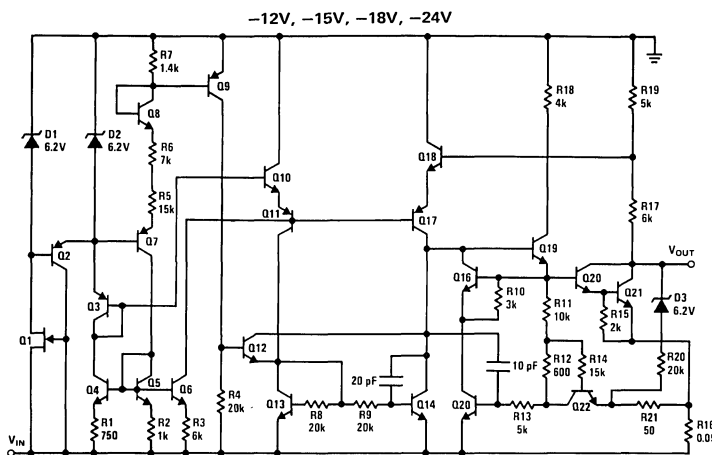 −12V, −15V, −18V, −24V
R7
1.4k
Q9
R18
4k
R19
5k
Q8
D1
6.2V
D2
6.2V
R6
7k
Q18
Q10
R5
15k
Q11
R17
6k
Q17
Q2
Q7
Q19
VOUT
Q16
Q20
Q21
Q3
R10
3k
R11
10k
R15
2k
D3
6.2V
Q1
Q12
20 pF
10 pF
R12
600
R14
15k
R20
20k
Q4
Q5
Q6
R4
20k
Q13
R8
20k
R9
20k
Q14
Q20
R13
5k
Q22
R21
50
VIN
R1
750
R2
1k
R3
6k
R16